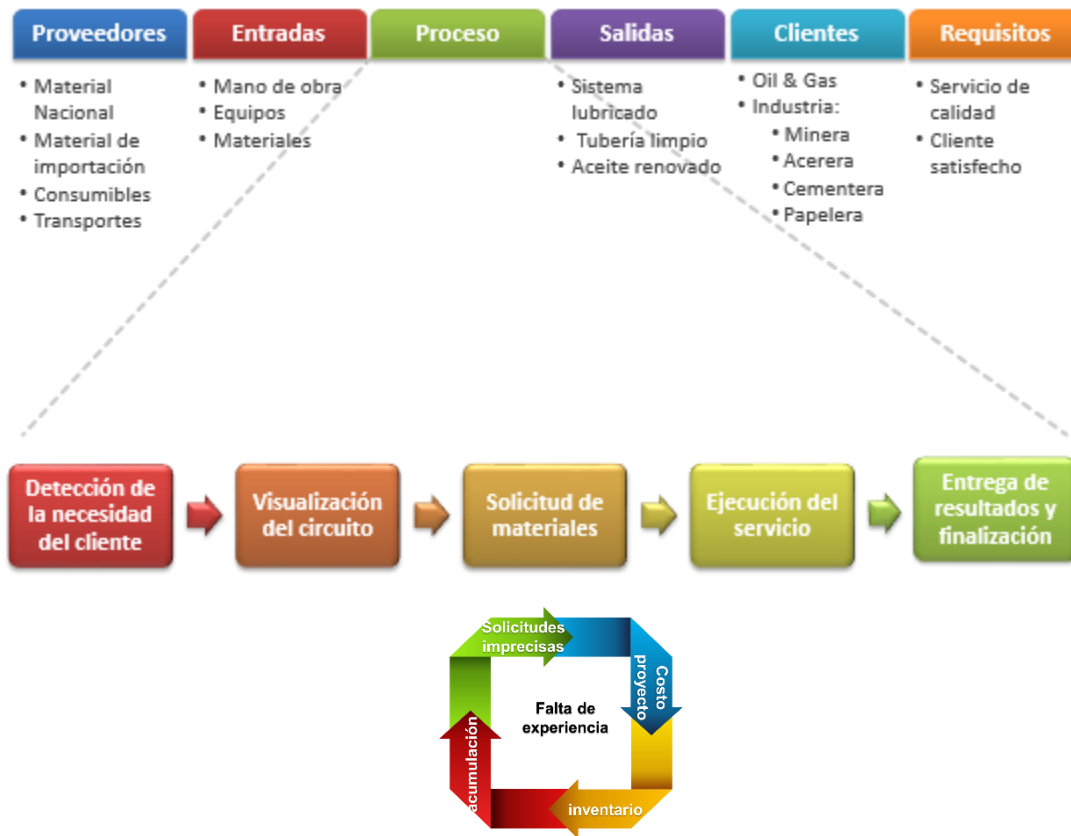 Proveedores
Entradas
Proceso
Salidas
Clientes
Requisitos
• Material
Nacional
• Material de
importación
• Consumibles
• Transportes
• Mano de obra
• Equipos
• Materiales
• Sistema
lubricado
• Tubería limpio
• Aceite renovado
• Oil & Gas
• Industria:
• Minera
• Acerera
• Cementera
• Papelera
• Servicio de
calidad
• Cliente
satisfecho
Detección de
la necesidad
del cliente
Visualización
del circuito
Solicitud de
materiales
Ejecución del
servicio
Entrega de
resultados y
finalización
Solicitudes
imprecisas
Costo
proyecto
Falta de
experiencia
acumulación
inventario